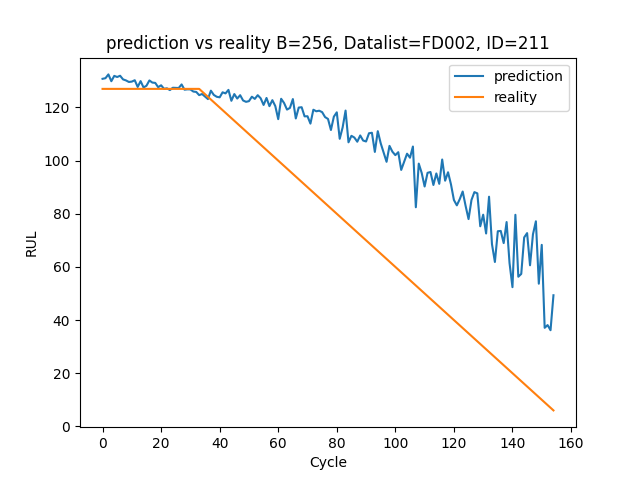 prediction vs reality B=256, Datalist=FD002, ID=211
prediction
reality
RUL
120
100
80
60
40
20
0
0 20 40 60 80 100 120 140 160
Cycle